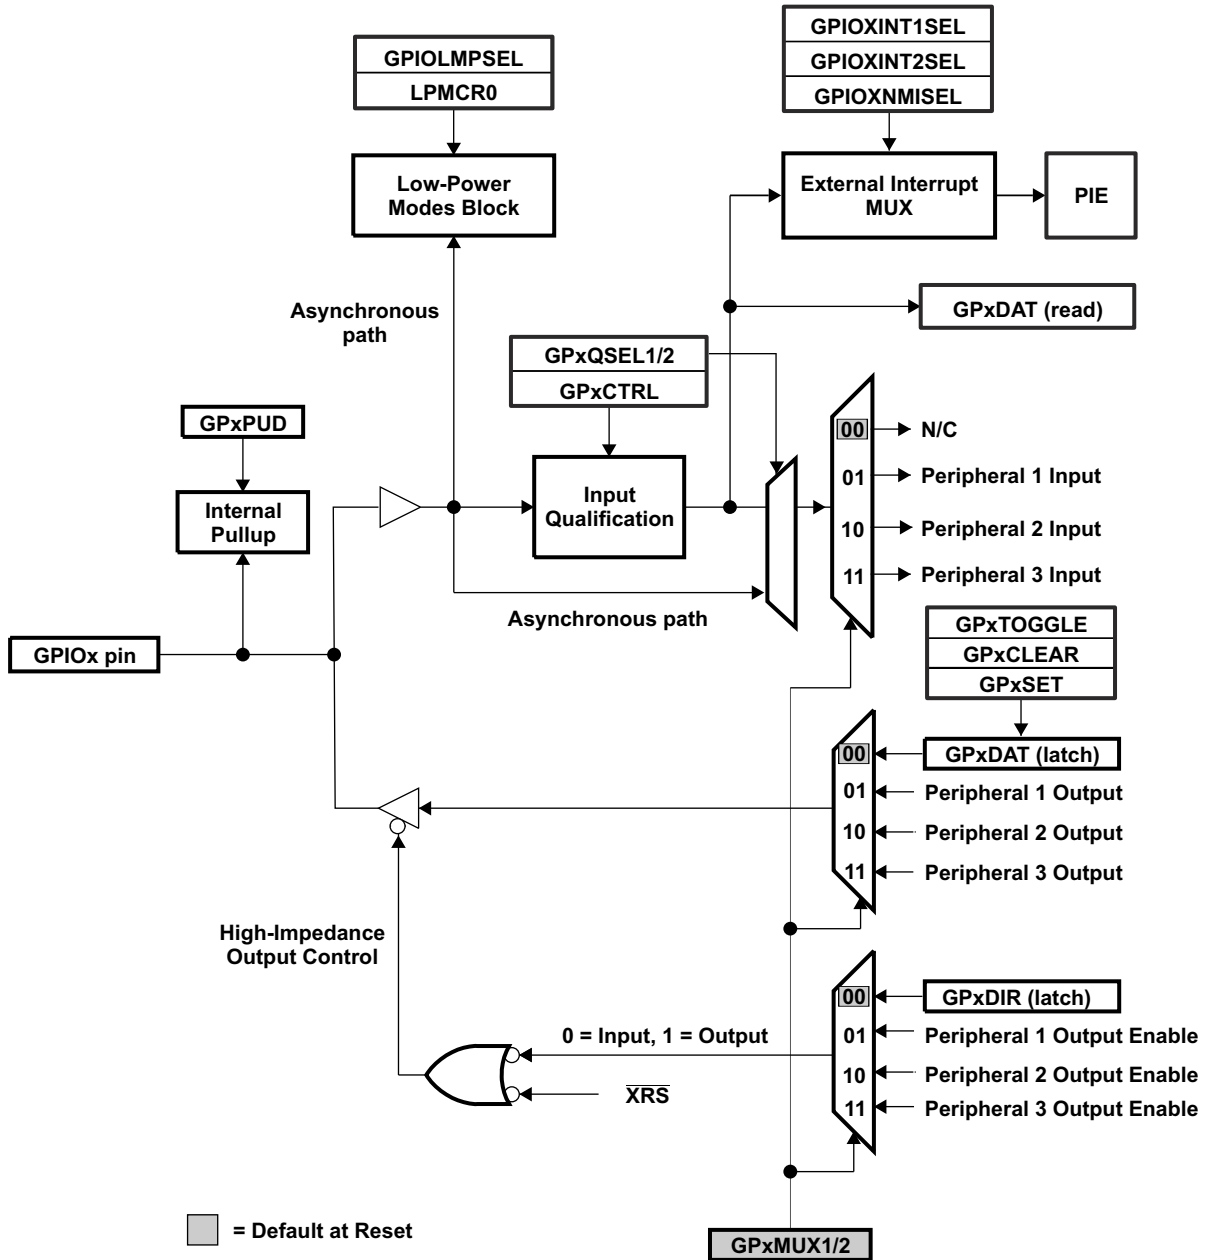 GPIOLMPSEL
LPMCR0
GPIOXINT1SEL
GPIOXINT2SEL
GPIOXNMISEL
Low-Power
Modes Block
External Interrupt
MUX
PIE
Asynchronous
path
GPxDAT (read)
GPxQSEL1/2
GPxCTRL
GPxPUD
Internal
Pullup
Input
Qualification
00
N/C
01
Peripheral 1 Input
10
Peripheral 2 Input
11
Peripheral 3 Input
Asynchronous path
GPIOx pin
GPxTOGGLE
GPxCLEAR
GPxSET
00
GPxDAT (latch)
01
Peripheral 1 Output
10
Peripheral 2 Output
11
Peripheral 3 Output
High-Impedance
Output Control
00
GPxDIR (latch)
0 = Input, 1 = Output
01
Peripheral 1 Output Enable
10
Peripheral 2 Output Enable
11
Peripheral 3 Output Enable
XRS
= Default at Reset
GPxMUX1/2